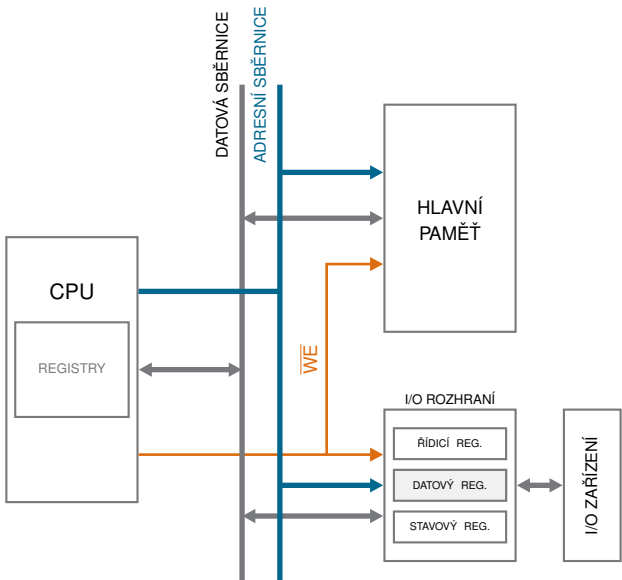 DATOVÁ SBĚRNICE
ADRESNÍ SBĚRNICE
HLAVNÍ
PAMĚŤ
CPU
REGISTRY
WE
I/O ROZHRANÍ
ŘÍDICÍ REG.
DATOVÝ REG.
STAVOVÝ REG.
I/O ZAŘÍZENÍ